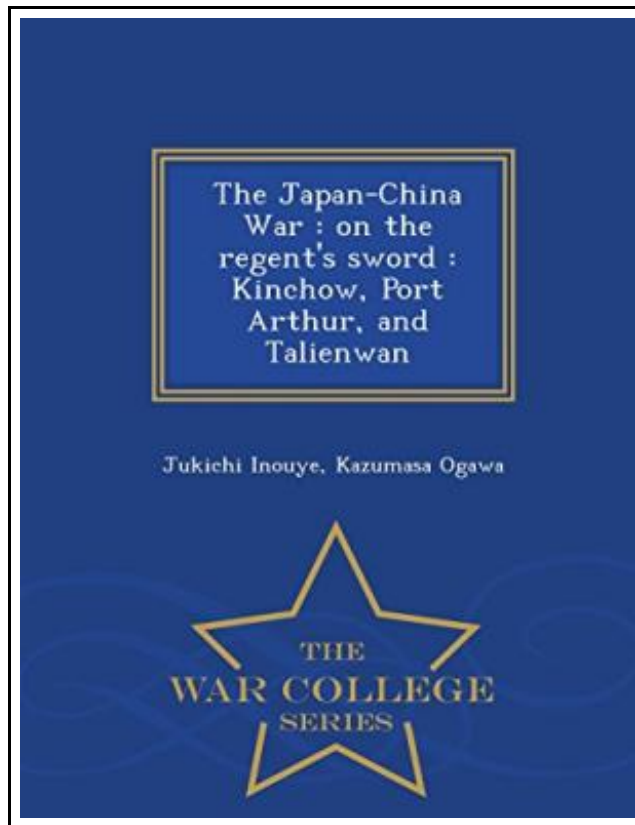 The Japan-China
War : on the
regent's sword :
Kinchow, Port
Arthur, and
Talienwan
Jukichi Inouye, Kazumasa Ogawa
THE
WAR COLLEGE
SERIES